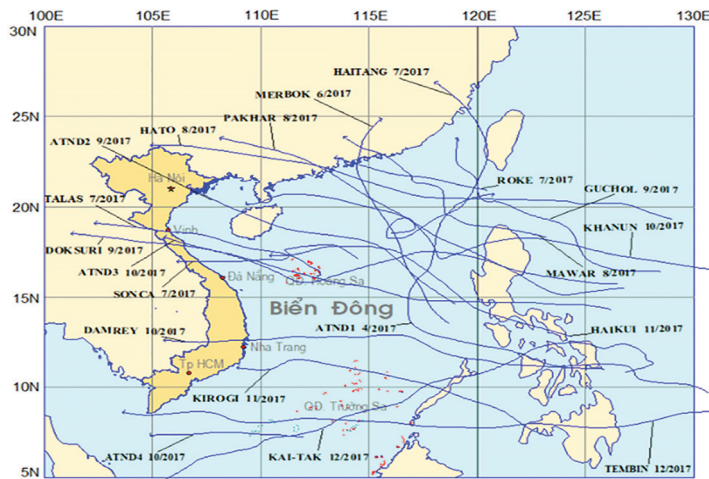 100E 105E 110E 115E 120E 125E 130E
30N
HAITANG 7/2017
MERBOK 6/2017
25N
PAKHAR 8/2017
HATO 8/2017
ATND2 9/2017
Hà Nội
ROKE 7/2017
GUCHOL 9/2017
TALAS 7/2017
20N
KHANUN 10/2017
Vinh
DOKSURI 9/2017
ATND3 10/2017
MAWAR 8/2017
QĐ. Hoàng Sa
Đà Nẵng
SONCA 7/2017
15N
Biển Đông
ATND1 4/2017
HAIKUI 11/2017
DAMREY 10/2017
Nha Trang
Tp HCM
10N
KIROGI 11/2017
QĐ. Trường Sa
ATND4 10/2017
KAI-TAK 12/2017
TEMBIN 12/2017
5N